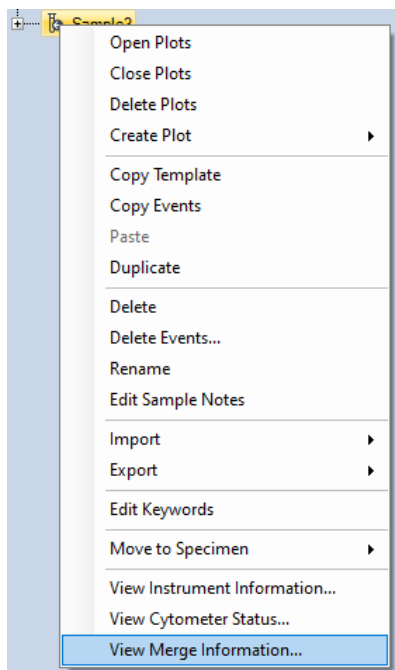 Sample2
Open Plots
Close Plots
Delete Plots
Create Plot
Copy Template
Copy Events
Paste
Duplicate
Delete
Delete Events...
Rename
Edit Sample Notes
Import
Export
Edit Keywords
Move to Specimen
View Instrument Information...
View Cytometer Status...
View Merge Information...